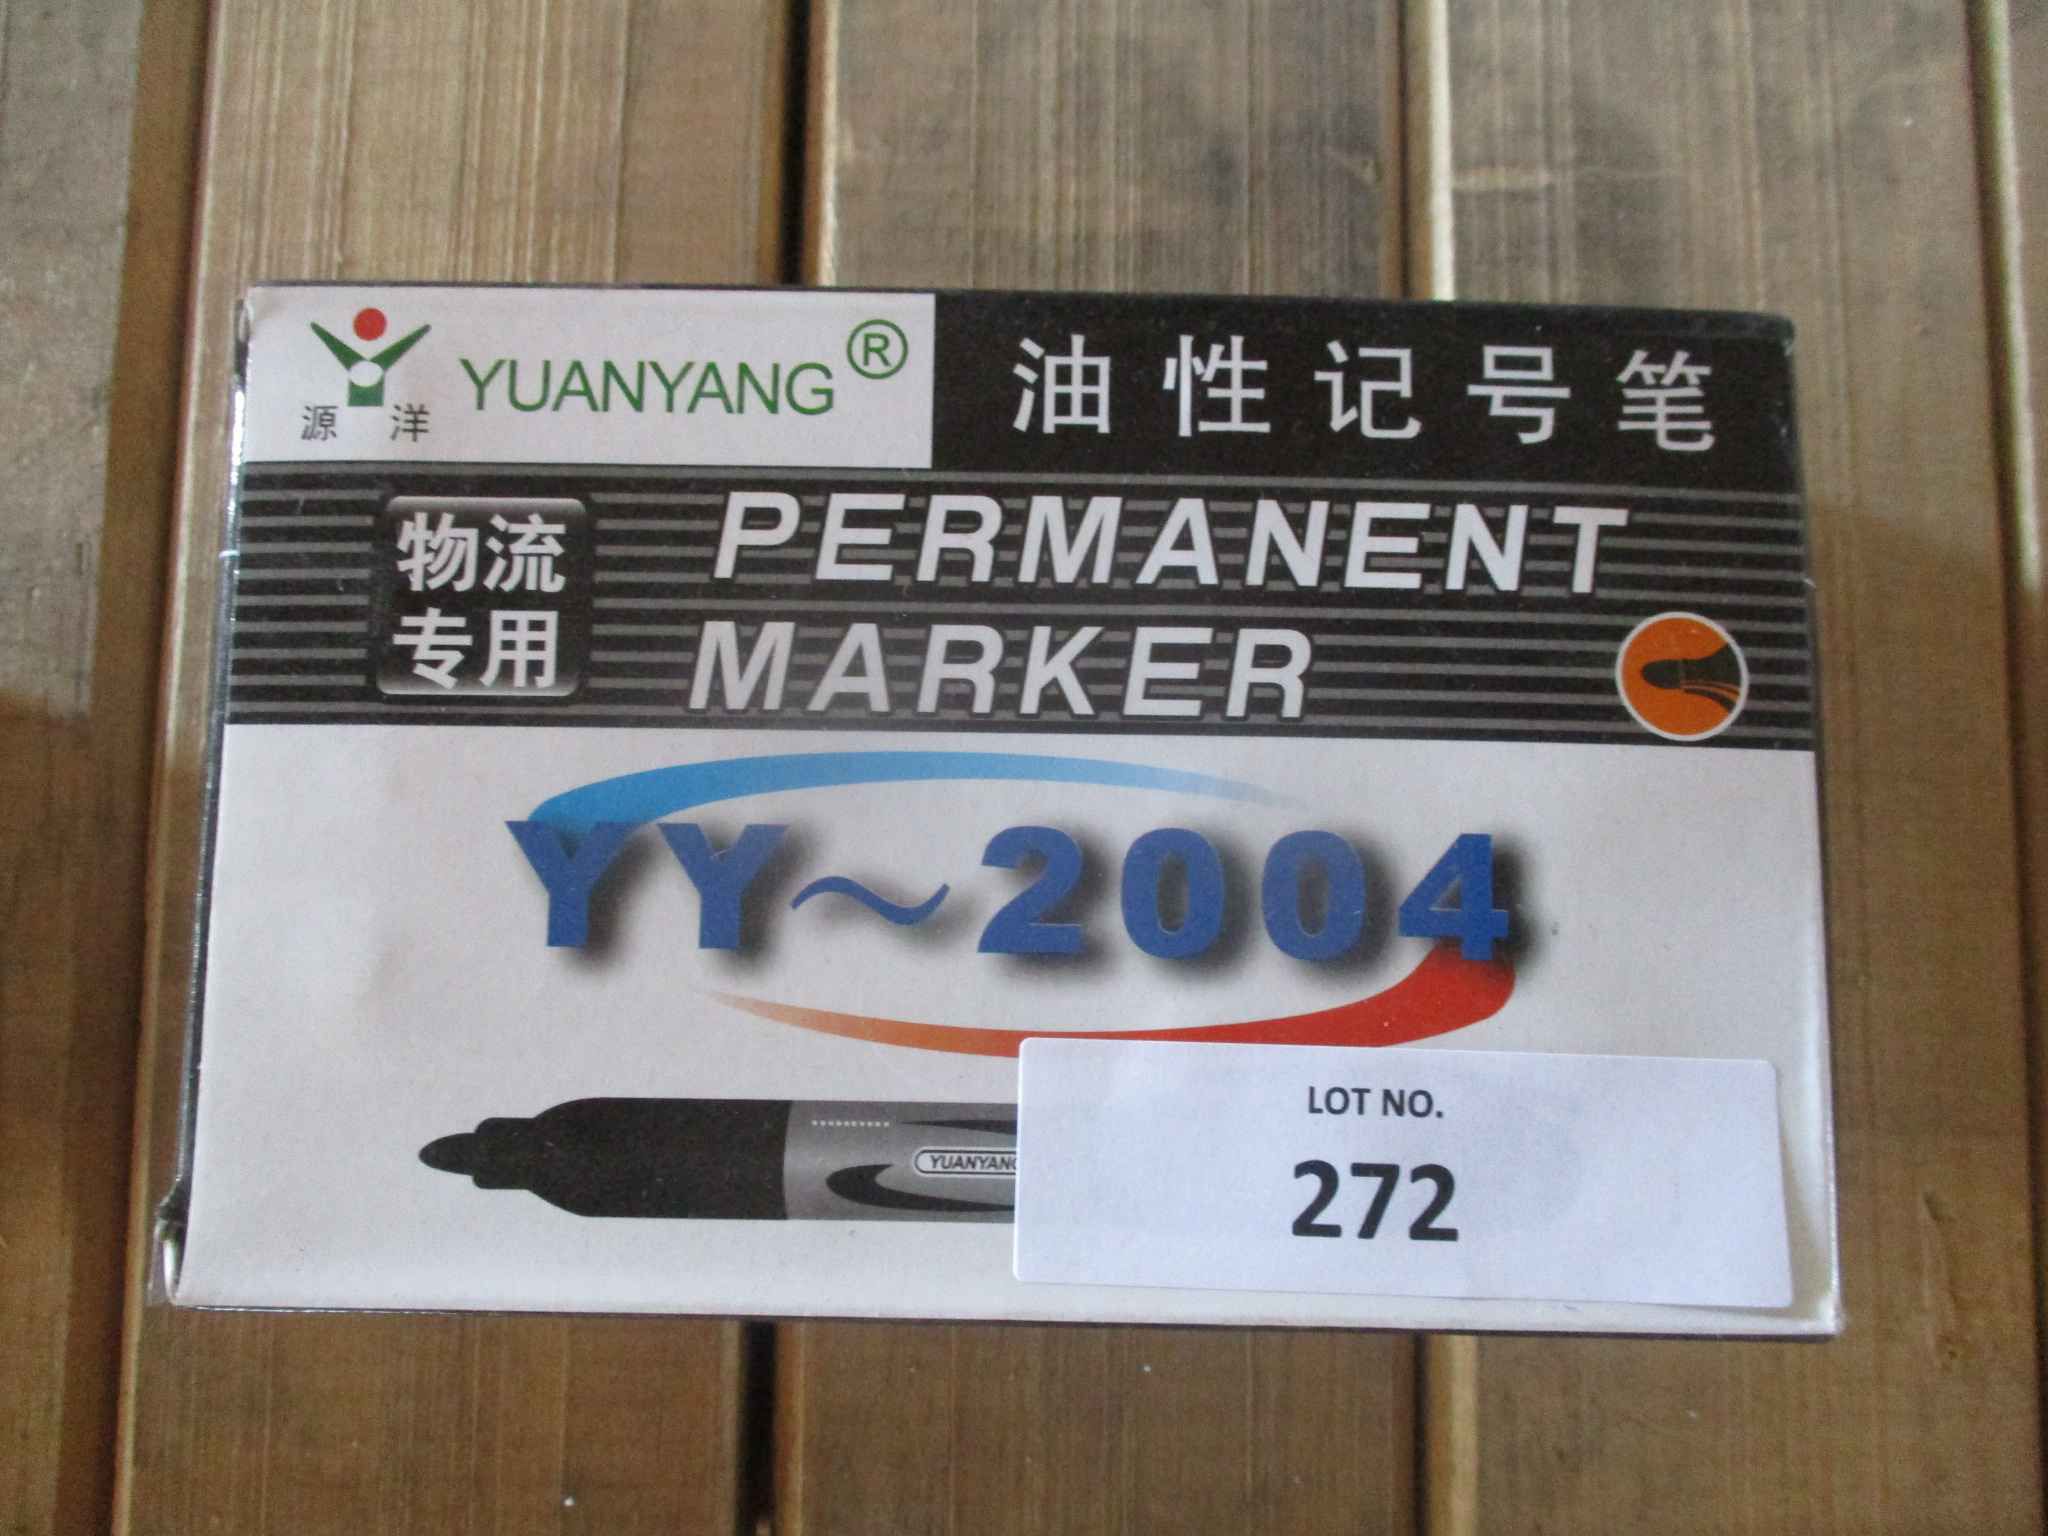 源 洋
YUANYANG®
油性记号笔
物流
专用
PERMANENT
MARKER
YY~2004
YUANYANG
LOT NO.
272